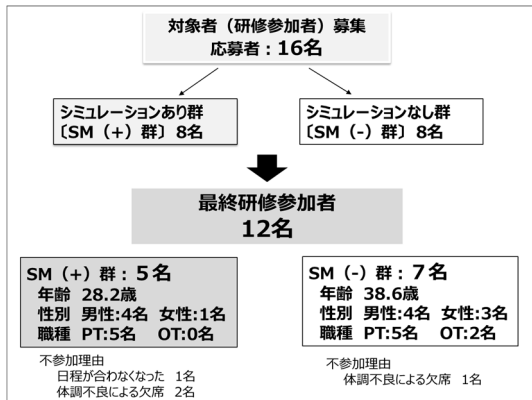 対象者（研修参加者）募集
応募者：16名
シミュレーションあり群
〔SM（+）群〕8名
シミュレーションなし群
〔SM（-）群〕8名
最終研修参加者
12名
SM（+）群：5名
年齢 28.2歳
性別 男性:4名 女性:1名
職種 PT:5名 OT:0名
不参加理由
日程が合わなくなった 1名
体調不良による欠席 2名
SM（-）群：7名
年齢 38.6歳
性別 男性:4名 女性:3名
職種 PT:5名 OT:2名
不参加理由
体調不良による欠席 1名